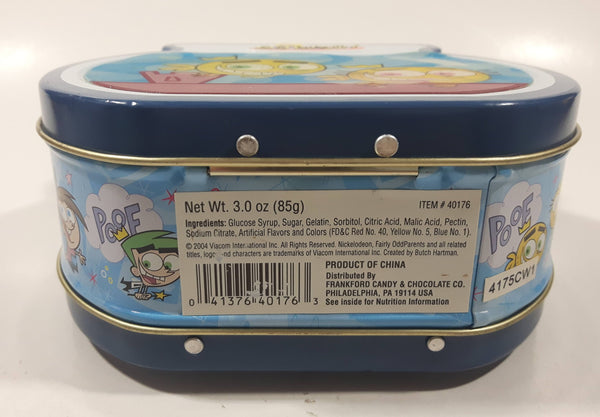 POOF
Net Wt. 3.0 oz (85g)
ITEM # 40176
Ingredients: Glucose Syrup, Sugar, Gelatin, Sorbitol, Citric Acid, Malic Acid, Pectin,
Sodium Citrate, Artificial Flavors and Colors (FD&C Red No. 40, Yellow No. 5, Blue No. 1).
© 2004 Viacom International Inc. All Rights Reserved. Nickelodeon, Fairly OddParents and all related
titles, logos and characters are trademarks of Viacom International Inc. Created by Butch Hartman.
PRODUCT OF CHINA
Distributed By
FRANKFORD CANDY & CHOCOLATE CO.
PHILADELPHIA, PA 19114 USA
See inside for Nutrition Information
0 41376 40176 3
POOF
4175CW1